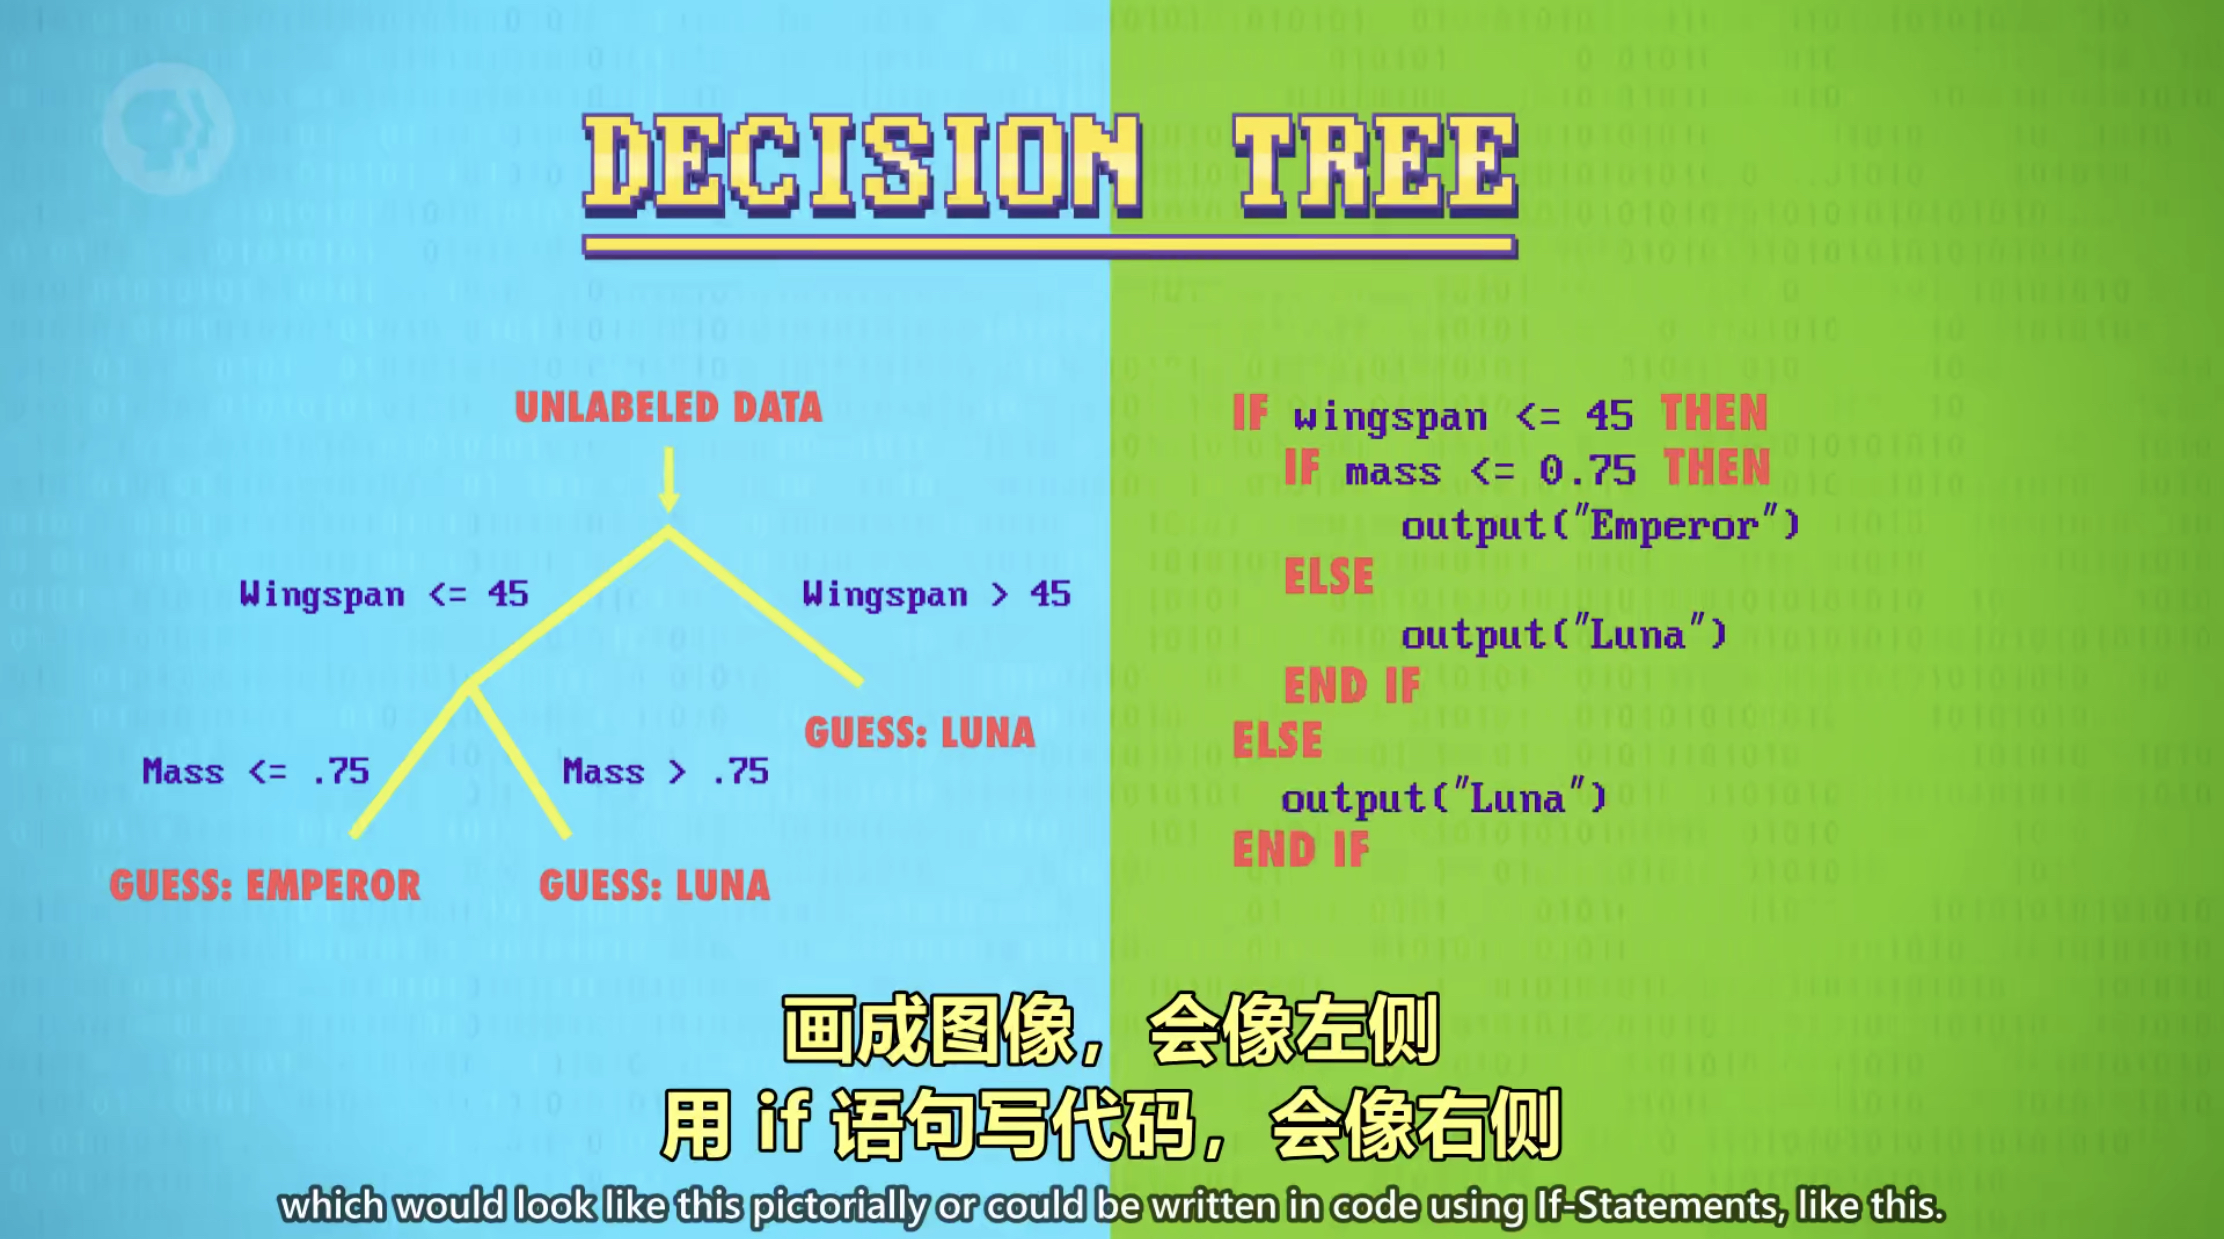 DECISION TREE
UNLABELED DATA
Wingspan <= 45
Wingspan > 45
GUESS: LUNA
Mass <= .75
Mass > .75
GUESS: EMPEROR
GUESS: LUNA
IF wingspan <= 45 THEN
IF mass <= 0.75 THEN
output("Emperor")
ELSE
output("Luna")
END IF
ELSE
output("Luna")
END IF
画成图像，会像左侧
用 if 语句写代码，会像右侧
which would look like this pictorially or could be written in code using If-Statements, like this.